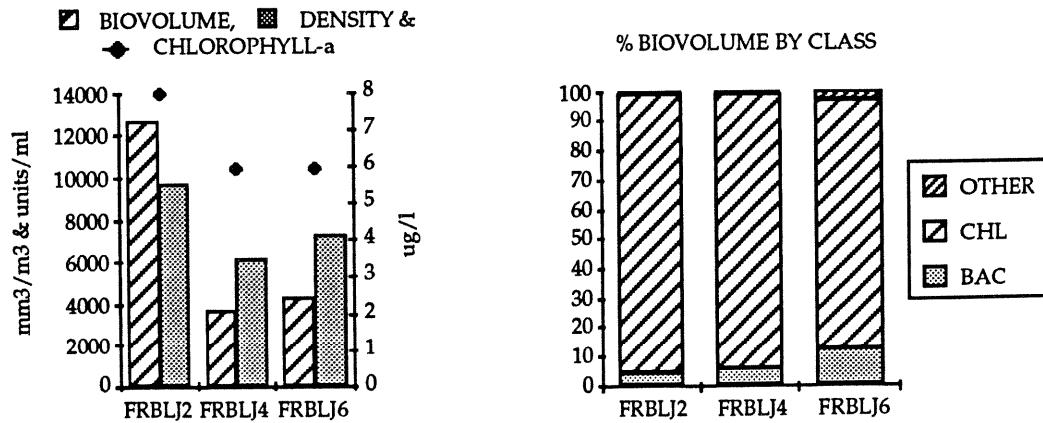 BIOVOLUME, DENSITY &
CHLOROPHYLL-a
mm3/m3 & units/ml
14000
12000
10000
8000
6000
4000
2000
0
8
7
6
5
4
3
2
1
0
ug/l
FRBLJ2 FRBLJ4 FRBLJ6
% BIOVOLUME BY CLASS
100
90
80
70
60
50
40
30
20
10
0
FRBLJ2 FRBLJ4 FRBLJ6
OTHER
CHL
BAC